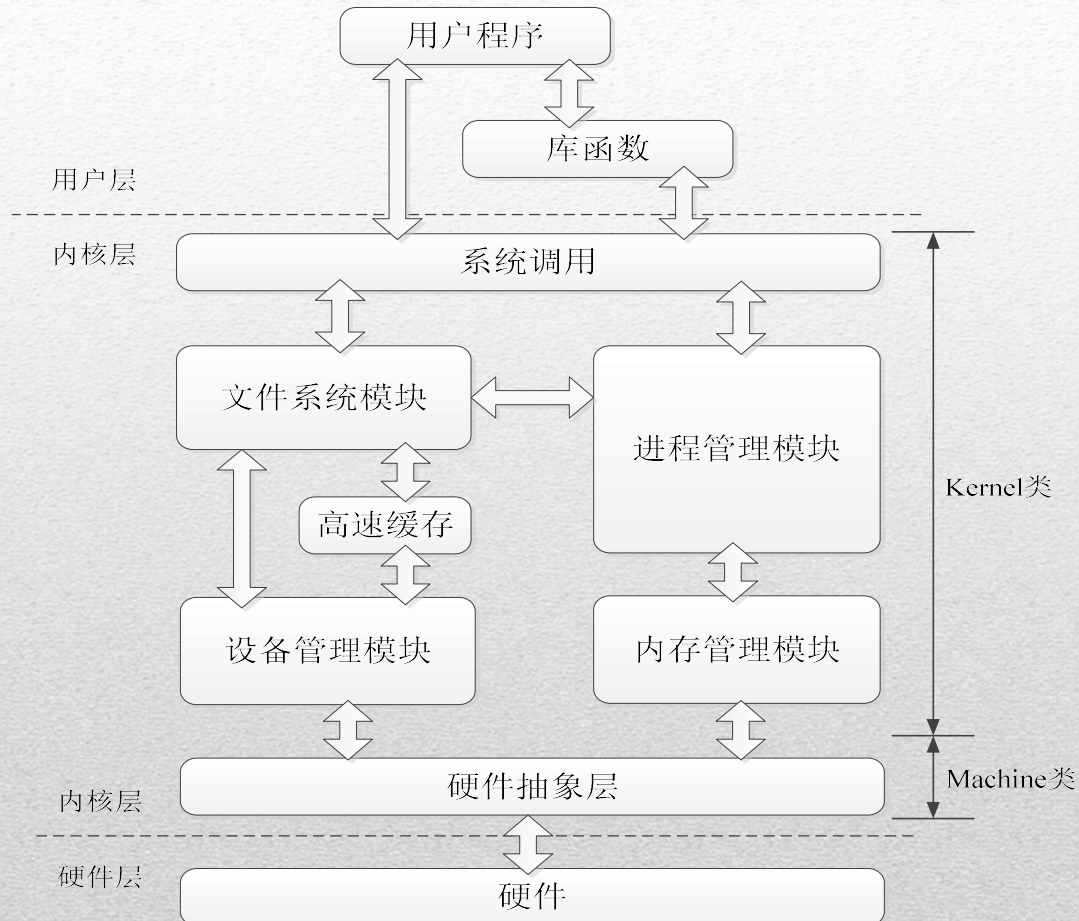 用户程序
库函数
用户层
内核层
系统调用
文件系统模块
进程管理模块
Kernel类
高速缓存
设备管理模块
内存管理模块
Machine类
硬件抽象层
内核层
硬件层
硬件